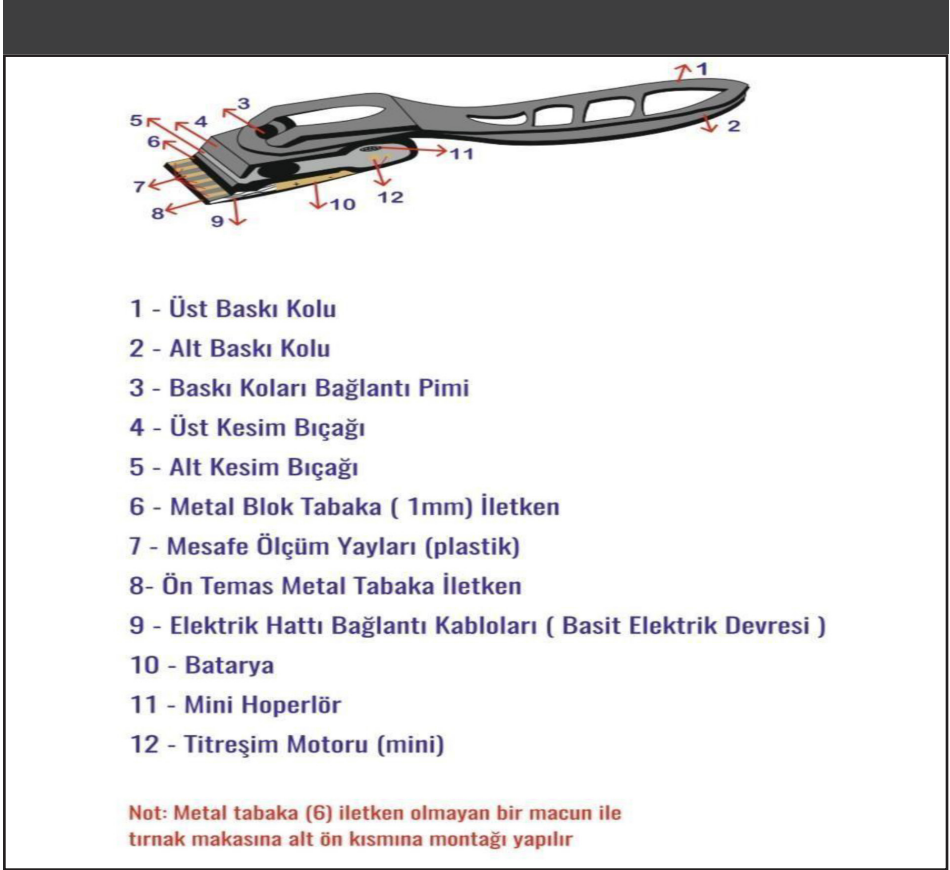 1
2
3
4
5
6
7
8
9
10
11
12
1 - Üst Baskı Kolu
2 - Alt Baskı Kolu
3 - Baskı Koları Bağlantı Pimi
4 - Üst Kesim Bıçağı
5 - Alt Kesim Bıçağı
6 - Metal Blok Tabaka ( 1mm) İletken
7 - Mesafe Ölçüm Yayları (plastik)
8- Ön Temas Metal Tabaka İletken
9 - Elektrik Hattı Bağlantı Kabloları ( Basit Elektrik Devresi )
10 - Batarya
11 - Mini Hoperlör
12 - Titreşim Motoru (mini)
Not: Metal tabaka (6) iletken olmayan bir macun ile
tırnak makasına alt ön kısmına montağı yapılır